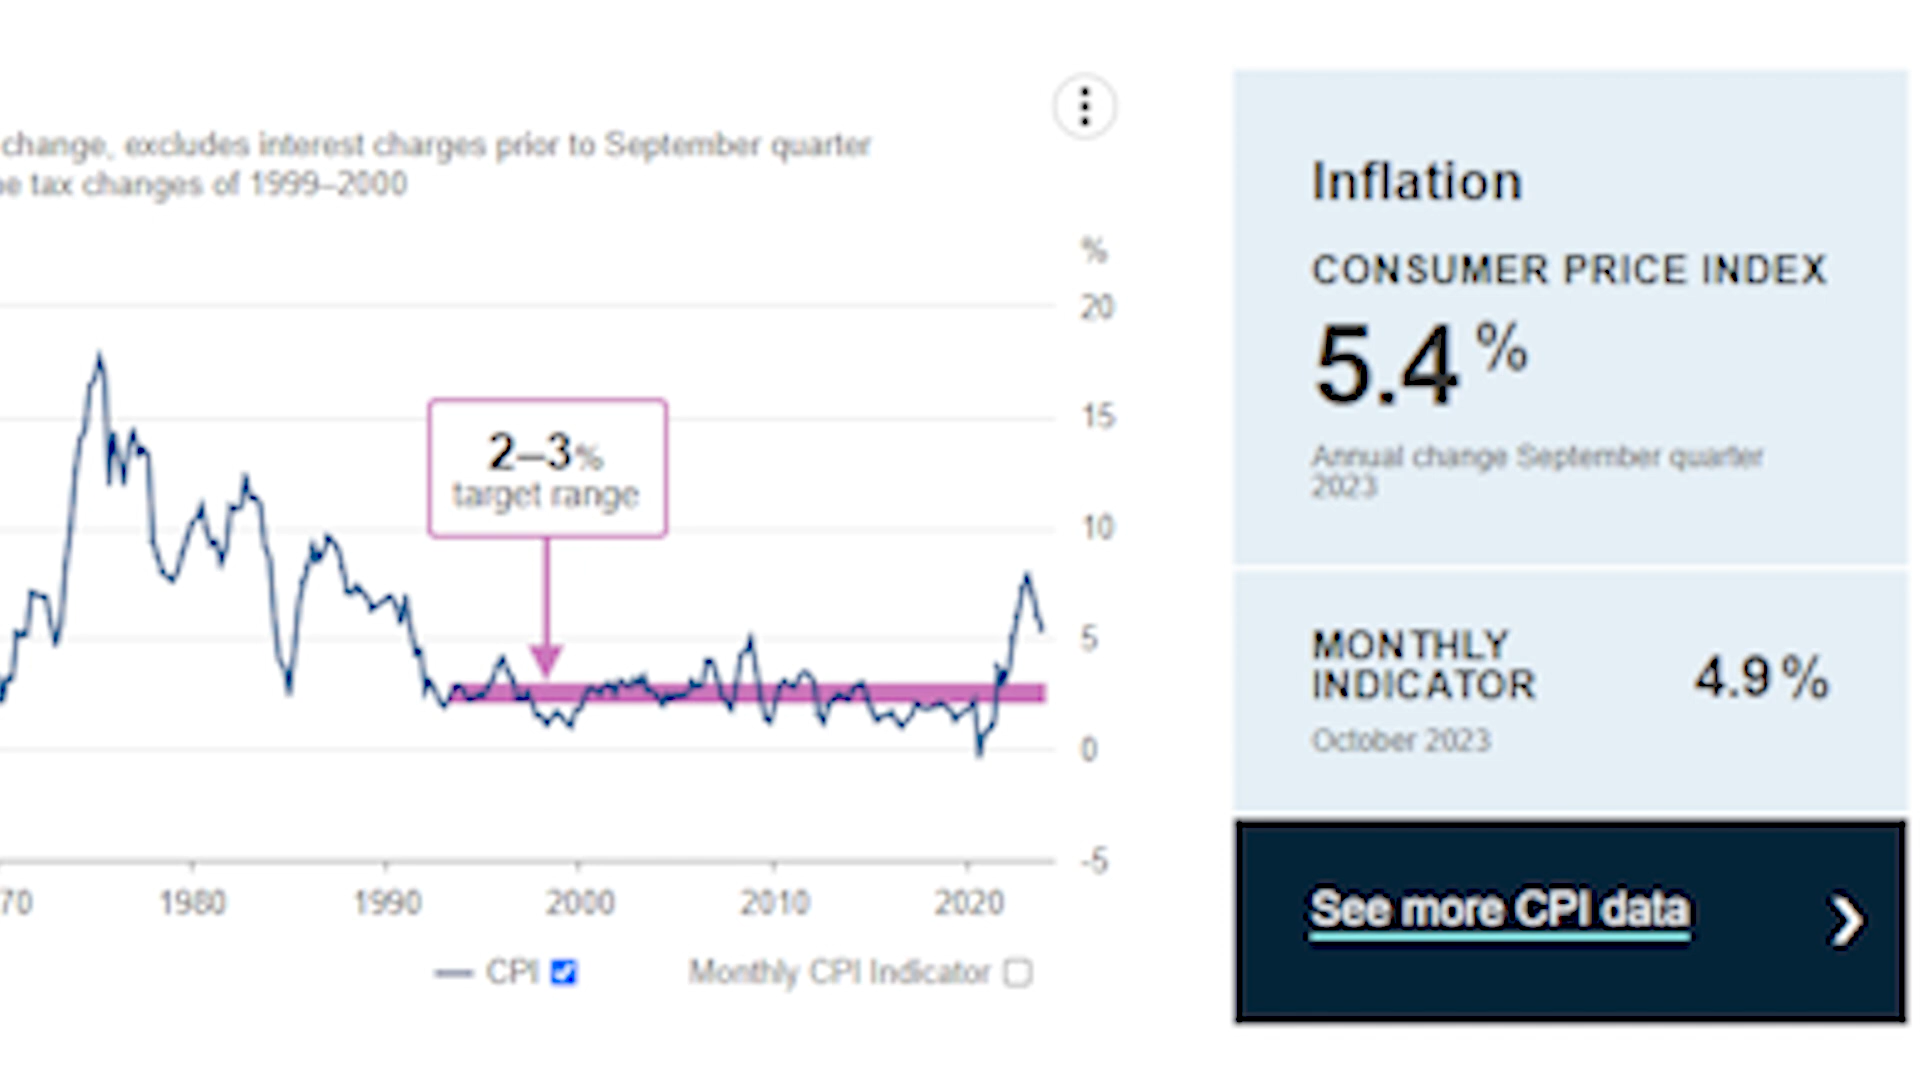 change, excludes interest charges prior to September quarter
tax changes of 1999–2000
%
20
15
10
5
0
-5
2–3%
target range
70 1980 1990 2000 2010 2020
CPI Monthly CPI Indicator
Inflation
CONSUMER PRICE INDEX
5.4%
Annual change September quarter
2023
MONTHLY
INDICATOR
4.9%
October 2023
See more CPI data